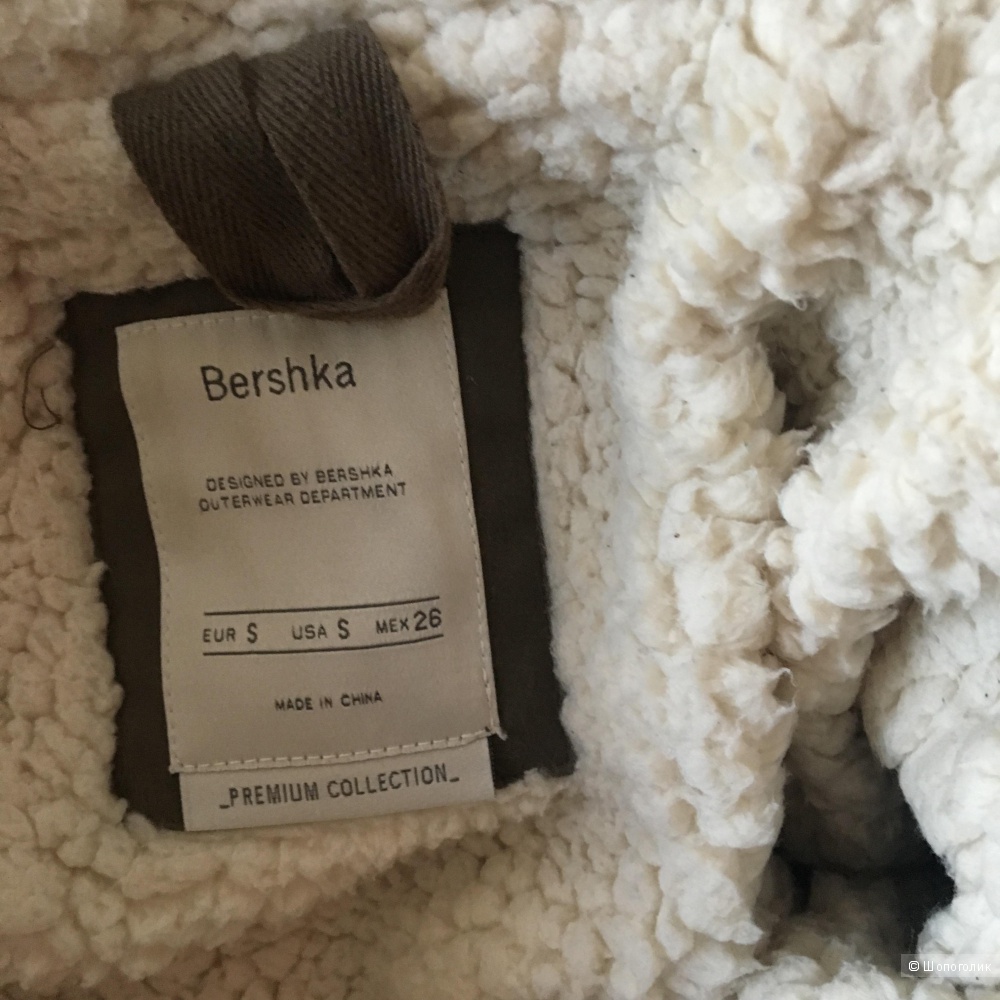 Bershka
DESIGNED BY BERSHKA
OUTERWEAR DEPARTMENT
EUR S USA S MEX 26
MADE IN CHINA
_PREMIUM COLLECTION_
© Шопоголик